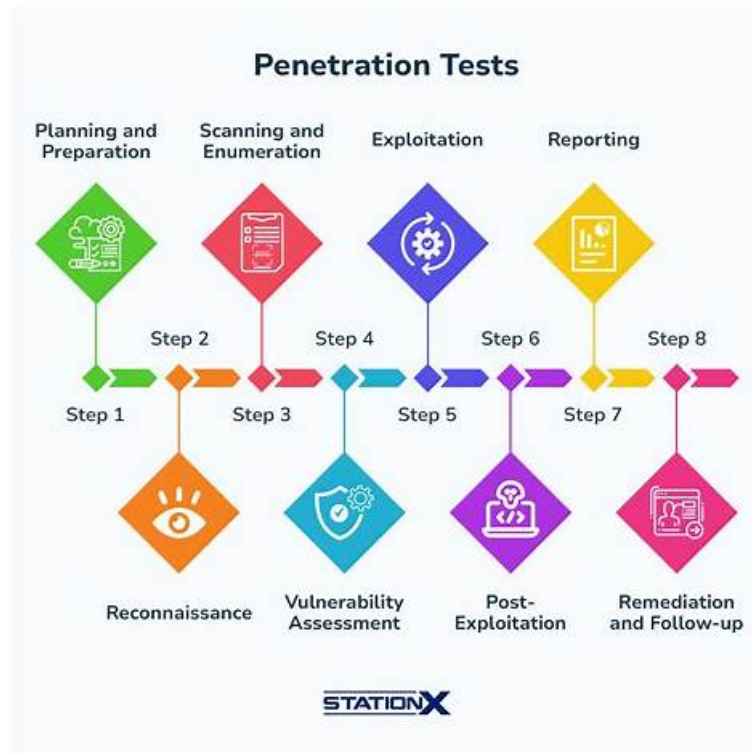 Penetration Tests
Planning and
Preparation
Scanning and
Enumeration
Exploitation
Reporting
Step 2
Step 4
Step 6
Step 8
Step 1
Step 3
Step 5
Step 7
Reconnaissance
Vulnerability
Assessment
Post-
Exploitation
Remediation
and Follow-up
STATIONX